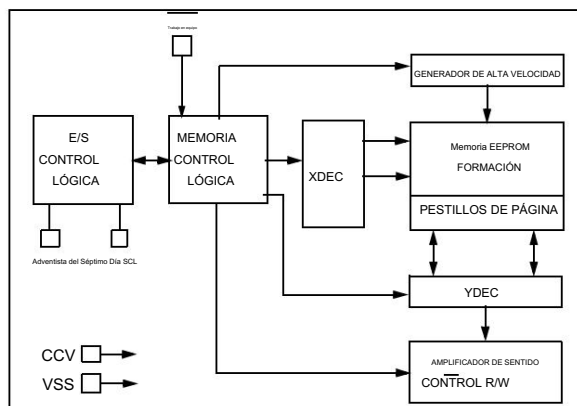 Trabajo en equipo
GENERADOR DE ALTA VELOCIDAD
E/S
CONTROL
LÓGICA
MEMORIA
CONTROL
LÓGICA
XDEC
Memoria EEPROM
FORMACIÓN
PESTILLOS DE PÁGINA
Adventista del Séptimo Día SCL
YDEC
CCV
VSS
AMPLIFICADOR DE SENTIDO
CONTROL R/W